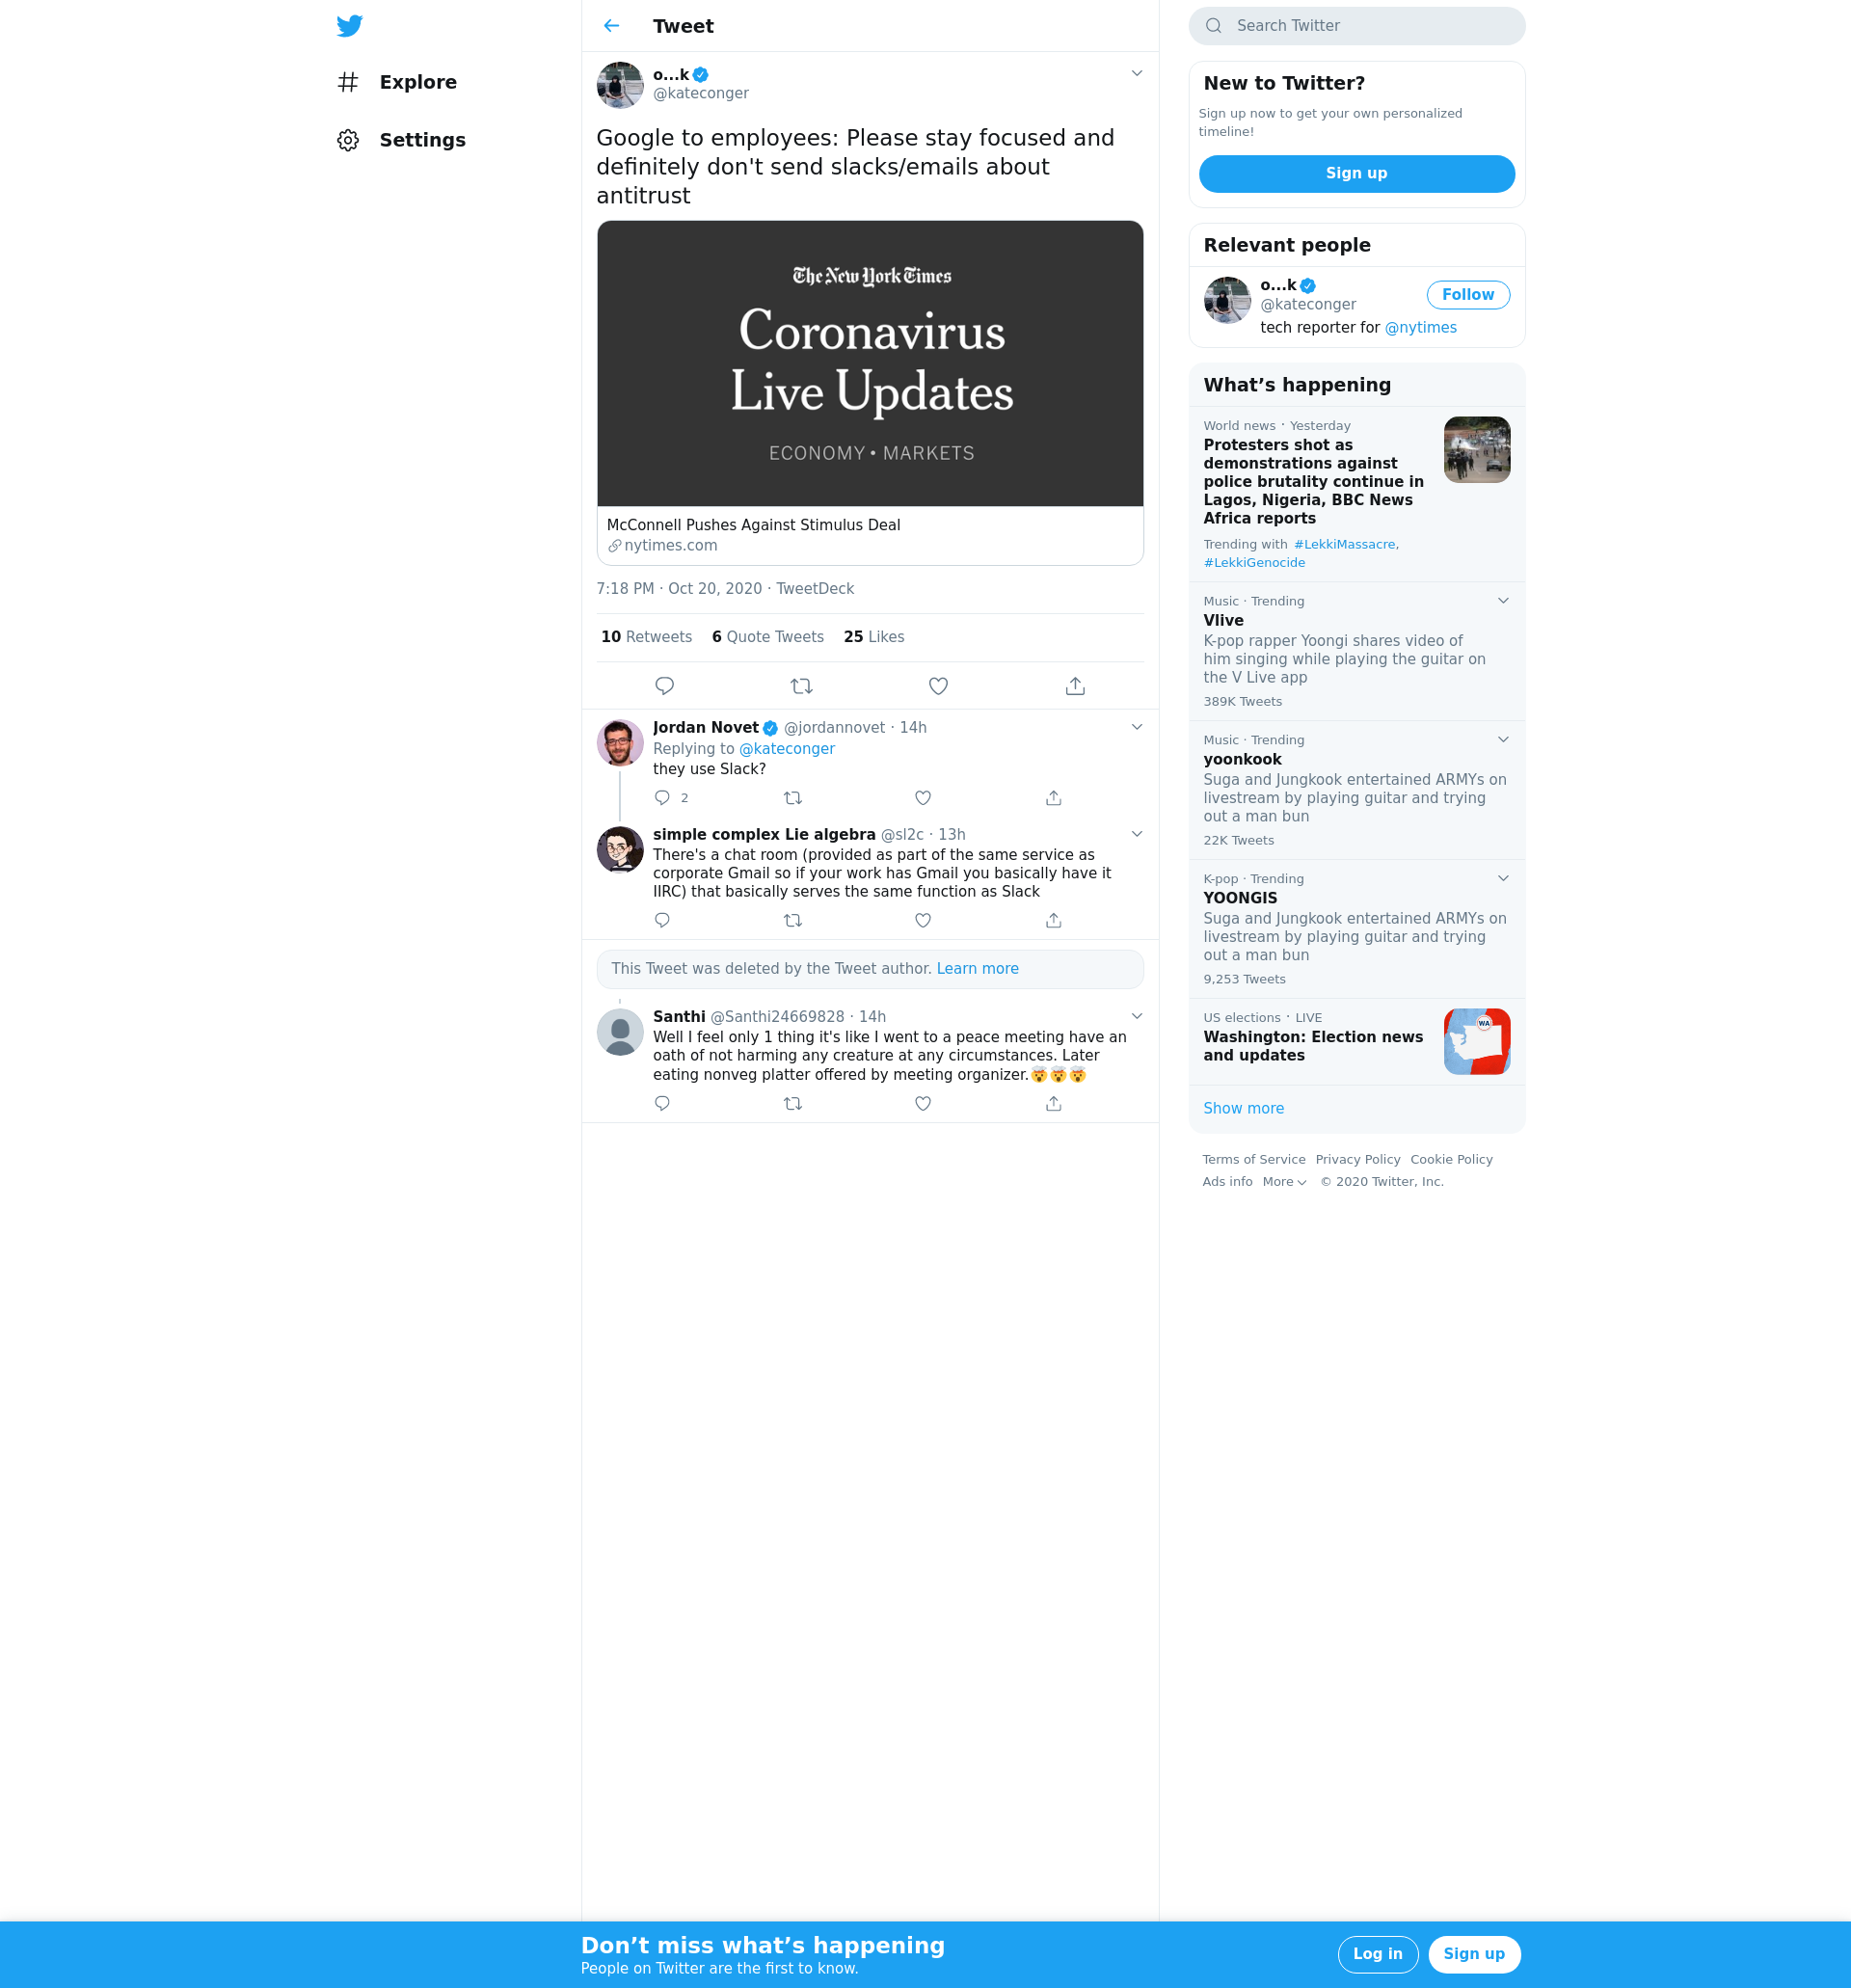 Explore
Settings
Tweet
o...k
@kateconger
Google to employees: Please stay focused and
definitely don't send slacks/emails about
antitrust
The New York Times
Coronavirus
Live Updates
ECONOMY • MARKETS
McConnell Pushes Against Stimulus Deal
nytimes.com
7:18 PM · Oct 20, 2020 · TweetDeck
10 Retweets 6 Quote Tweets 25 Likes
Jordan Novet @jordannovet · 14h
Replying to @kateconger
they use Slack?
2
simple complex Lie algebra @sl2c · 13h
There's a chat room (provided as part of the same service as
corporate Gmail so if your work has Gmail you basically have it
IIRC) that basically serves the same function as Slack
This Tweet was deleted by the Tweet author. Learn more
Santhi @Santhi24669828 · 14h
Well I feel only 1 thing it's like I went to a peace meeting have an
oath of not harming any creature at any circumstances. Later
eating nonveg platter offered by meeting organizer.🤯🤯🤯
Search Twitter
New to Twitter?
Sign up now to get your own personalized
timeline!
Sign up
Relevant people
o...k
@kateconger
Follow
tech reporter for @nytimes
What’s happening
World news · Yesterday
Protesters shot as
demonstrations against
police brutality continue in
Lagos, Nigeria, BBC News
Africa reports
Trending with #LekkiMassacre,
#LekkiGenocide
Music · Trending
Vlive
K-pop rapper Yoongi shares video of
him singing while playing the guitar on
the V Live app
389K Tweets
Music · Trending
yoonkook
Suga and Jungkook entertained ARMYs on
livestream by playing guitar and trying
out a man bun
22K Tweets
K-pop · Trending
YOONGIS
Suga and Jungkook entertained ARMYs on
livestream by playing guitar and trying
out a man bun
9,253 Tweets
US elections · LIVE
Washington: Election news
and updates
WA
Show more
Terms of Service Privacy Policy Cookie Policy
Ads info More © 2020 Twitter, Inc.
Don’t miss what’s happening
People on Twitter are the first to know.
Log in
Sign up